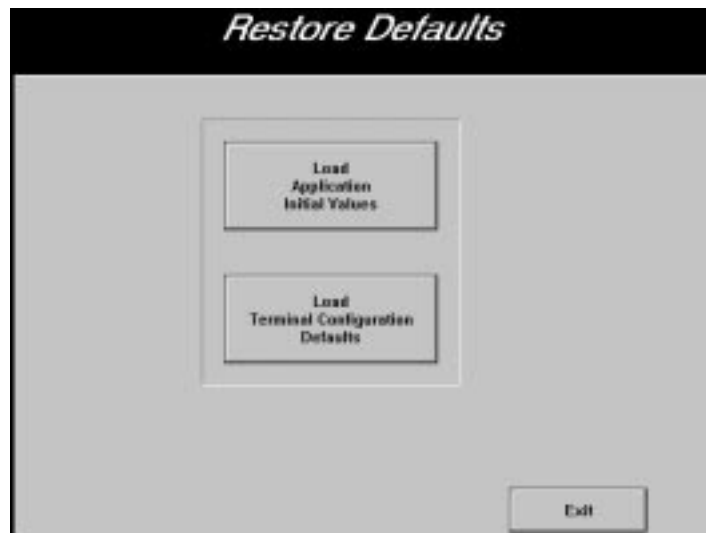 Restore Defaults
Load
Application
Initial Values
Load
Terminal Configuration
Defaults
Exit